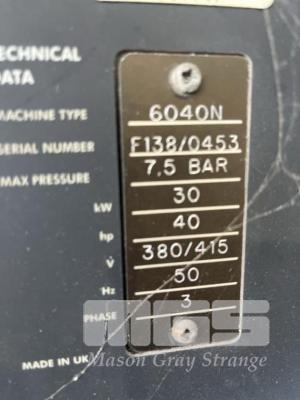 TECHNICAL
DATA
MACHINE TYPE 6040N
SERIAL NUMBER F138/0453
MAX PRESSURE 7.5 BAR
kW 30
hp 40
V 380/415
Hz 50
PHASE 3
MADE IN UK
MGS
Mason Gray Strange